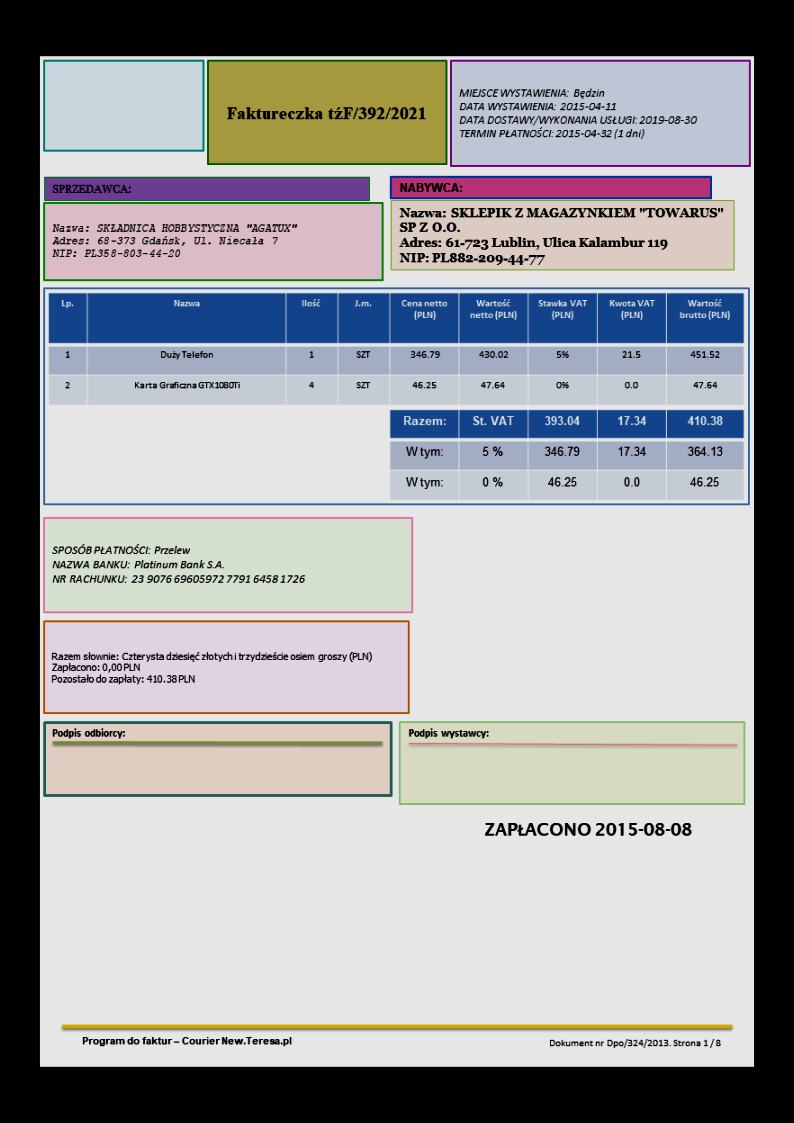 Faktureczka tźF/392/2021
MIEJSCE WYSTAWIENIA: Będzin
DATA WYSTAWIENIA: 2015-04-11
DATA DOSTAWY/WYKONANIA USŁUGI: 2019-08-30
TERMIN PŁATNOŚCI: 2015-04-32 (1 dni)
SPRZEDAWCA:
Nazwa: SKŁADNICA HOBBYSTYCZNA "AGATUX"
Adres: 68-373 Gdańsk, Ul. Niecała 7
NIP: PL358-803-44-20
NABYWCA:
Nazwa: SKLEPIK Z MAGAZYNKIEM "TOWARUS"
SP Z O.O.
Adres: 61-723 Lublin, Ulica Kalambur 119
NIP: PL882-209-44-77
Lp. Nazwa Ilość J.m. Cena netto (PLN) Wartość netto (PLN) Stawka VAT (PLN) Kwota VAT (PLN) Wartość brutto (PLN)
1 Duży Telefon 1 SZT 346.79 430.02 5% 21.5 451.52
2 Karta Graficzna GTX1080Ti 4 SZT 46.25 47.64 0% 0.0 47.64
Razem: St. VAT 393.04 17.34 410.38
W tym: 5 % 346.79 17.34 364.13
W tym: 0 % 46.25 0.0 46.25
SPOSÓB PŁATNOŚCI: Przelew
NAZWA BANKU: Platinum Bank S.A.
NR RACHUNKU: 23 9076 69605972 7791 6458 1726
Razem słownie: Czterysta dziesięć złotych i trzydzieście osiem groszy (PLN)
Zapłacono: 0,00 PLN
Pozostało do zapłaty: 410.38 PLN
Podpis odbiorcy:
Podpis wystawcy:
ZAPŁACONO 2015-08-08
Program do faktur – Courier New.Teresa.pl
Dokument nr Dpo/324/2013. Strona 1 / 8